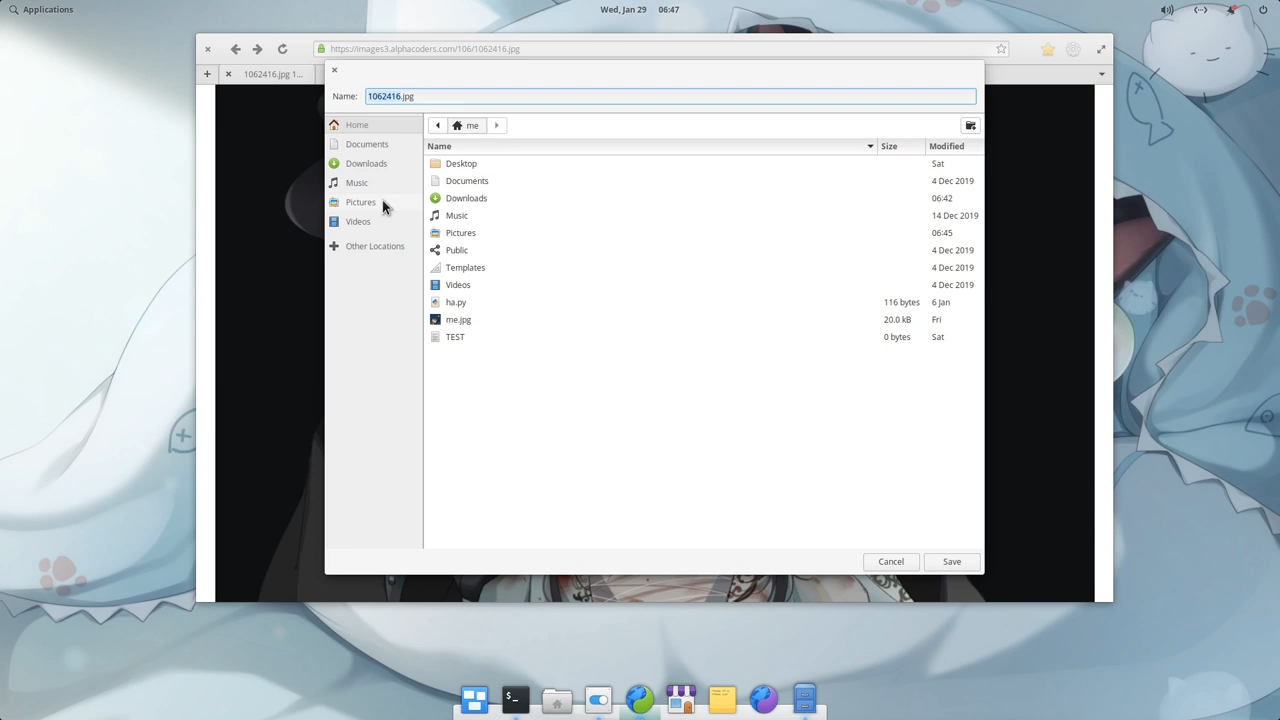 Applications
Wed, Jan 29 06:47
https://images3.alphacoders.com/106/1062416.jpg
1062416.jpg 1...
Name: 1062416.jpg
Home
Documents
Downloads
Music
Pictures
Videos
Other Locations
me
Name Size Modified
Desktop Sat
Documents 4 Dec 2019
Downloads 06:42
Music 14 Dec 2019
Pictures 06:45
Public 4 Dec 2019
Templates 4 Dec 2019
Videos 4 Dec 2019
ha.py 116 bytes 6 Jan
me.jpg 20.0 kB Fri
TEST 0 bytes Sat
Cancel Save